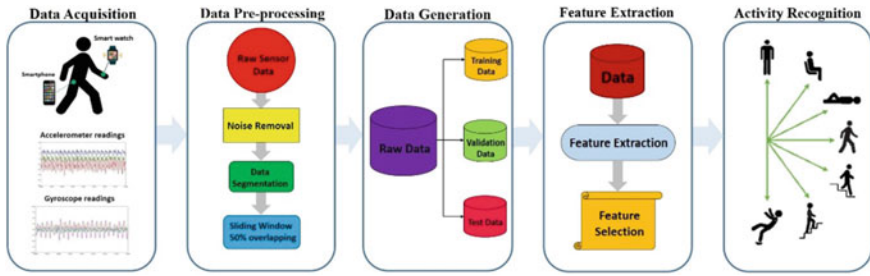 Data Acquisition
Smart watch
Smartphone
Accelerometer readings
Gyroscope readings
Data Pre-processing
Raw Sensor
Data
Noise Removal
Data
Segmentation
Sliding Window
50% overlapping
Data Generation
Raw Data
Training
Data
Validation
Data
Test Data
Feature Extraction
Data
Feature Extraction
Feature
Selection
Activity Recognition